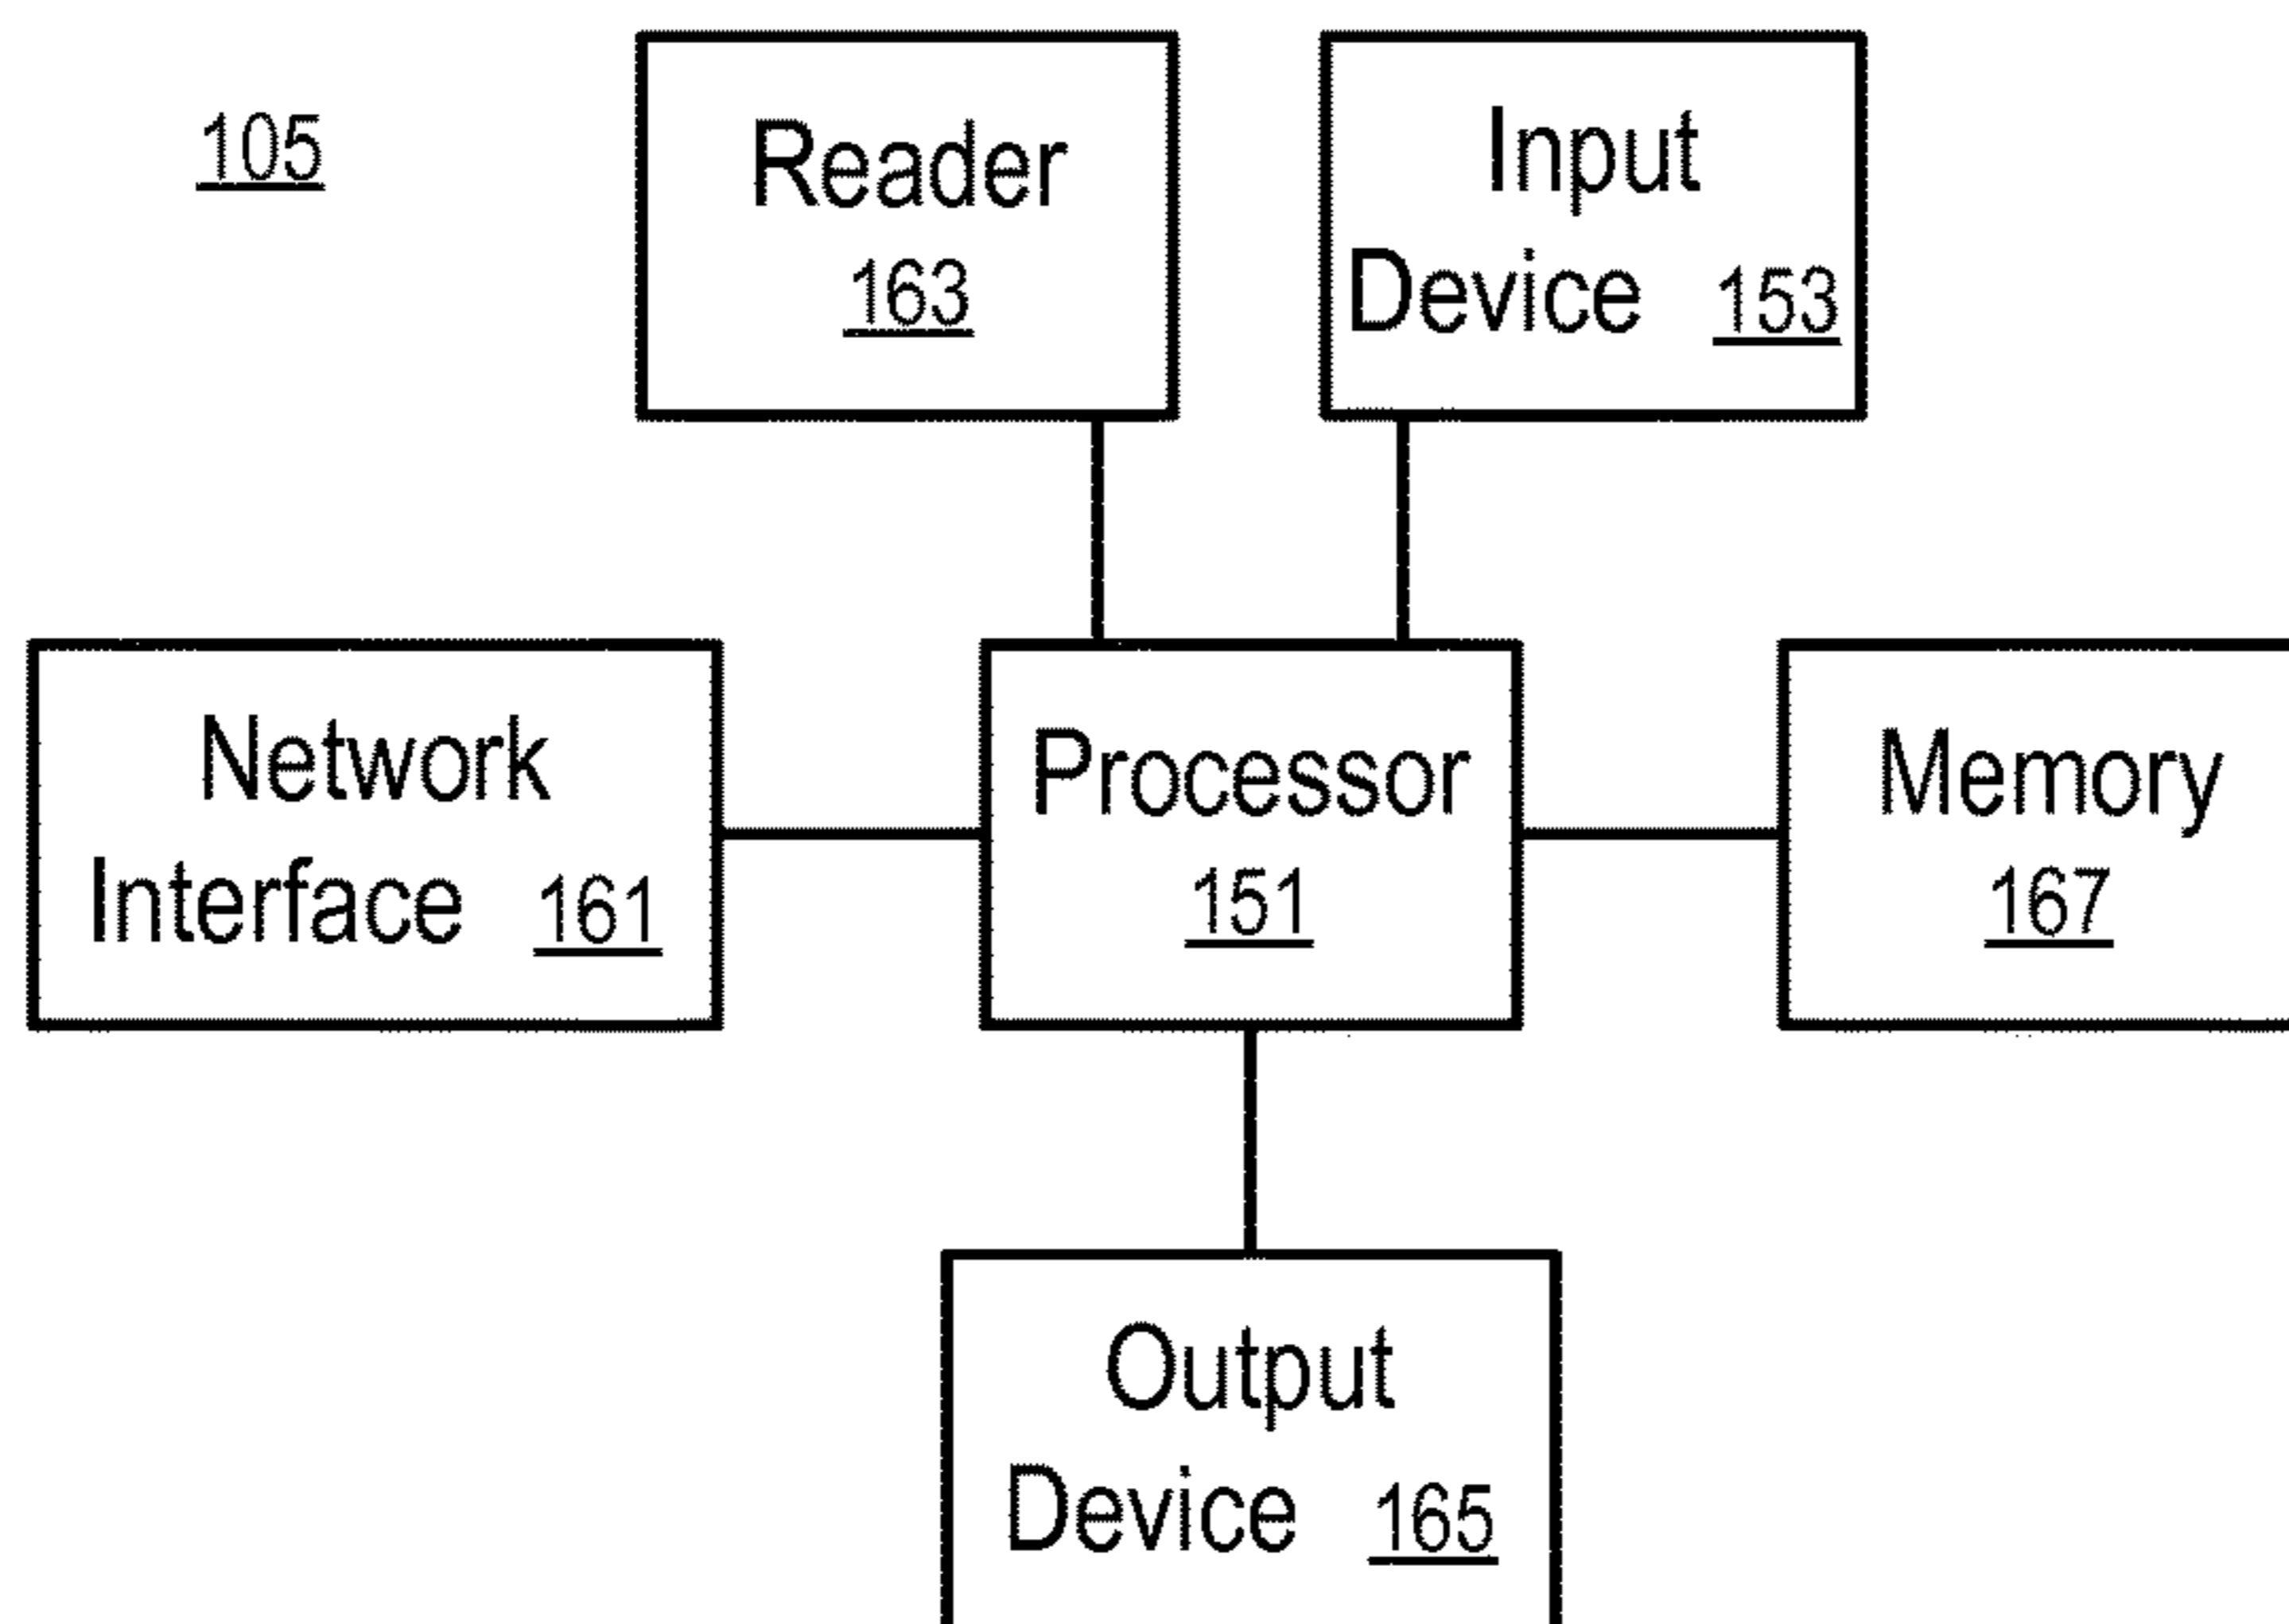 105
Reader
163
Input
Device 153
Network
Interface 161
Processor
151
Memory
167
Output
Device 165